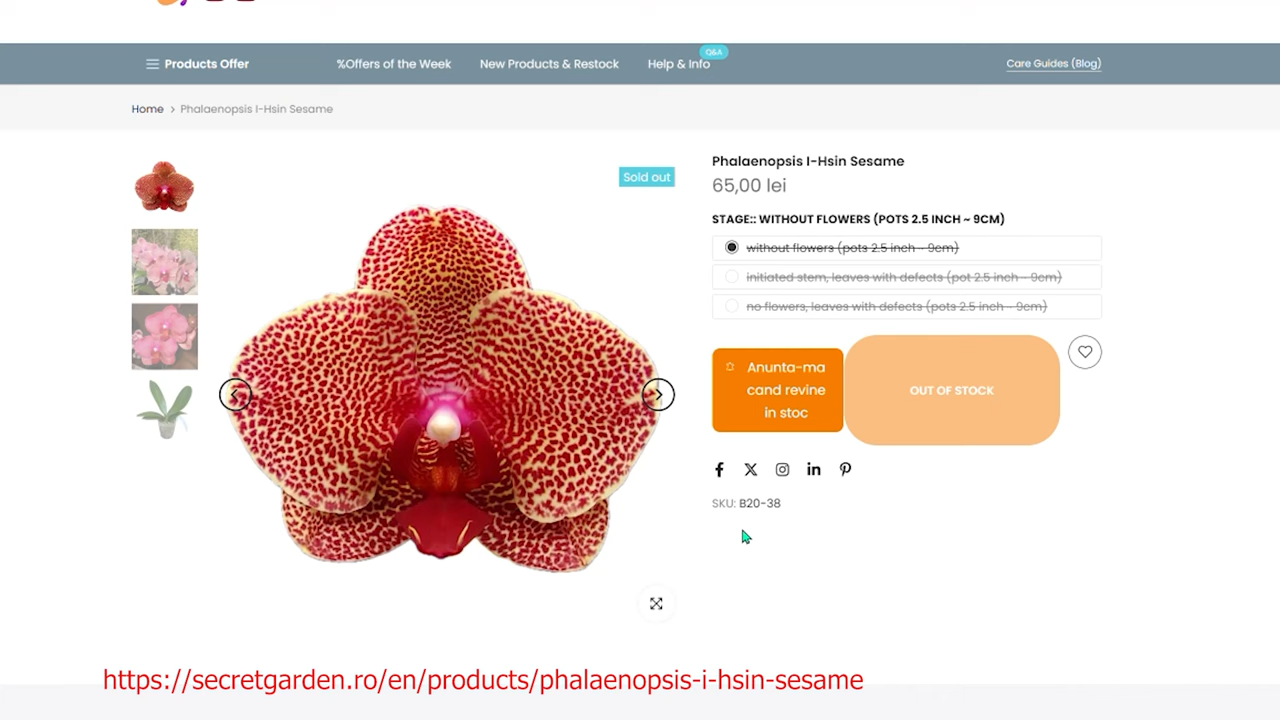 Products Offer
%Offers of the Week
New Products & Restock
Help & Info
Q&A
Care Guides (Blog)
Home > Phalaenopsis I-Hsin Sesame
Sold out
Phalaenopsis I-Hsin Sesame
65,00 lei
STAGE:: WITHOUT FLOWERS (POTS 2.5 INCH ~ 9CM)
without flowers (pots 2.5 inch ~ 9cm)
initiated stem, leaves with defects (pot 2.5 inch ~ 9cm)
no flowers, leaves with defects (pots 2.5 inch ~ 9cm)
Anunta-ma
cand revine
in stoc
OUT OF STOCK
SKU: B20-38
https://secretgarden.ro/en/products/phalaenopsis-i-hsin-sesame